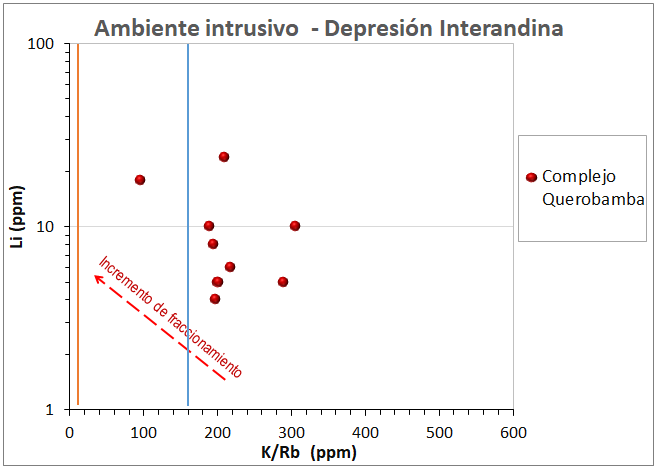 Ambiente intrusivo - Depresión Interandina
100
10
1
Li (ppm)
Incremento de fraccionamiento
0 100 200 300 400 500 600
K/Rb (ppm)
Complejo
Querobamba